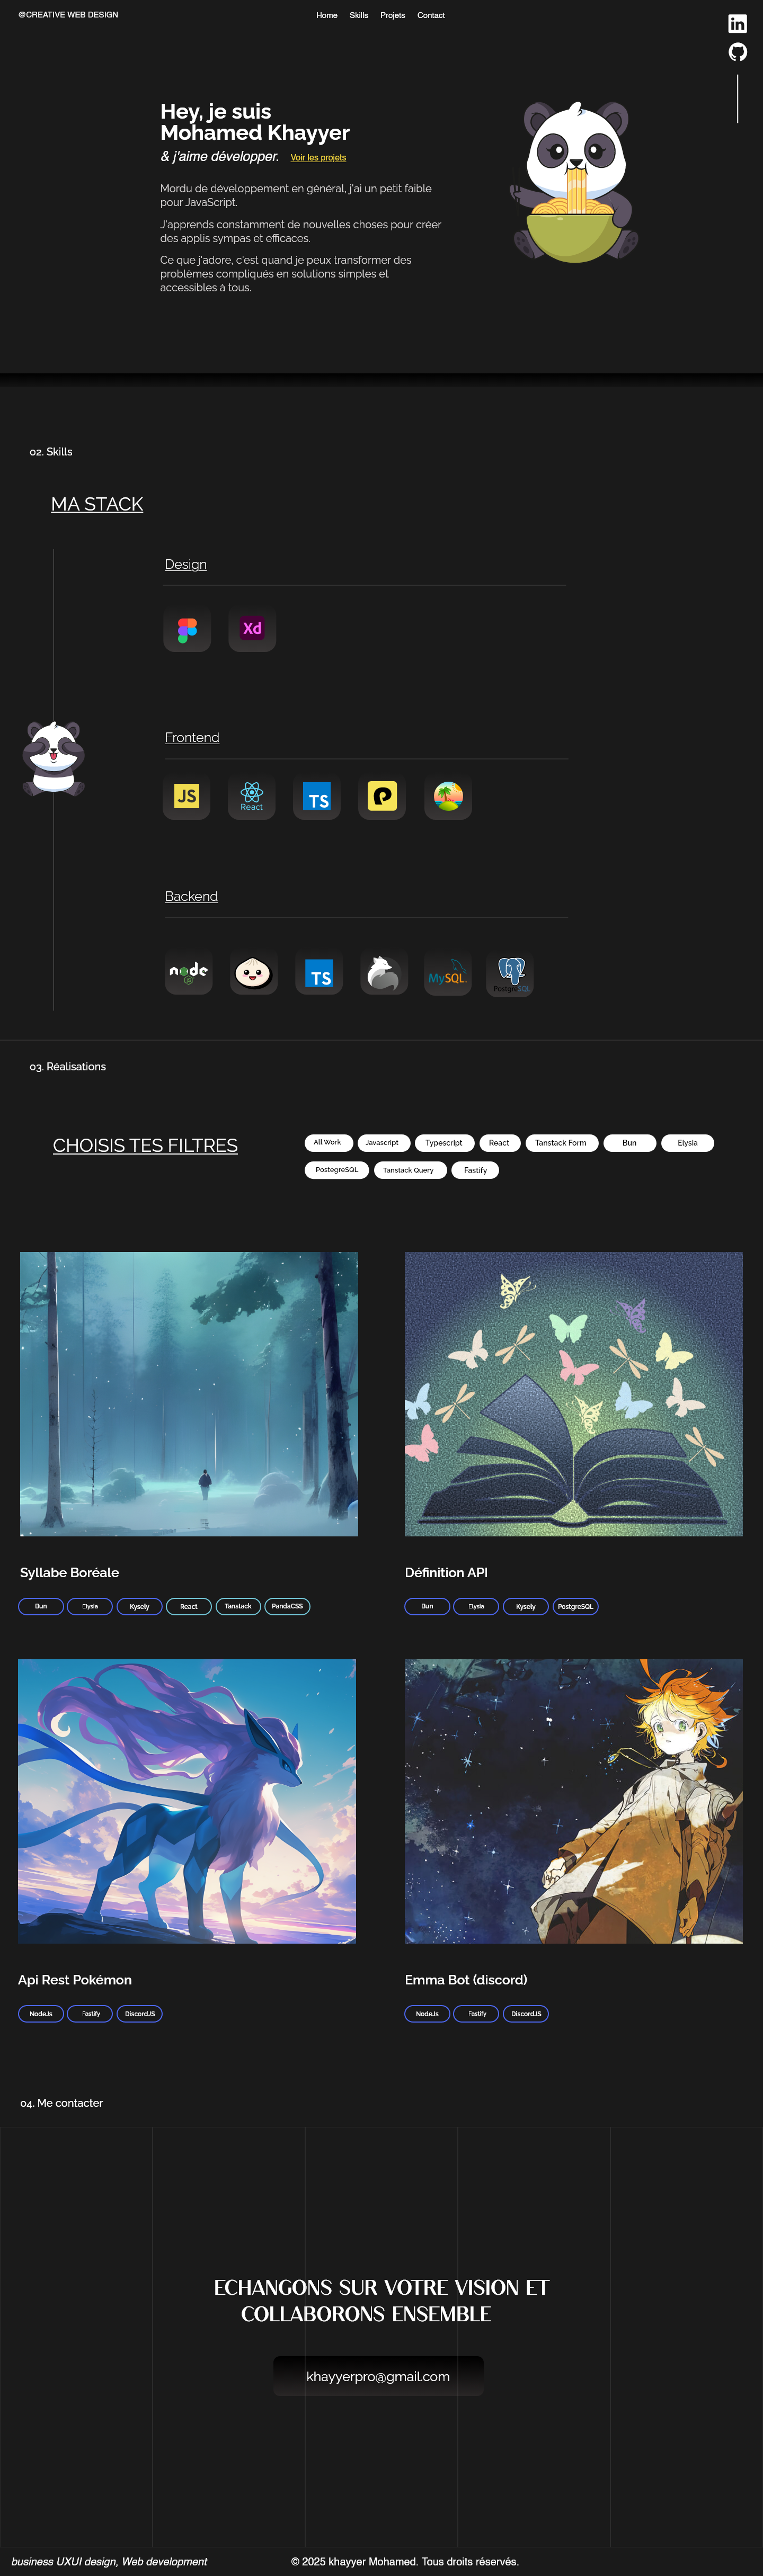 @CREATIVE WEB DESIGN
Home Skills Projets Contact
in
Hey, je suis
Mohamed Khayyer
& j'aime développer. Voir les projets
Mordu de développement en général, j'ai un petit faible
pour JavaScript.
J'apprends constamment de nouvelles choses pour créer
des applis sympas et efficaces.
Ce que j'adore, c'est quand je peux transformer des
problèmes compliqués en solutions simples et
accessibles à tous.
02. Skills
MA STACK
Design
Xd
Frontend
JS React TS
Backend
node JS TS MySQL PostgreSQL
03. Réalisations
CHOISIS TES FILTRES
All Work Javascript Typescript React Tanstack Form Bun Elysia
PostegreSQL Tanstack Query Fastify
Syllabe Boréale
Bun Elysia Kysely React Tanstack PandaCSS
Définition API
Bun Elysia Kysely PostgreSQL
Api Rest Pokémon
NodeJs Fastify DiscordJS
Emma Bot (discord)
NodeJs Fastify DiscordJS
04. Me contacter
ECHANGONS SUR VOTRE VISION ET
COLLABORONS ENSEMBLE
khayyerpro@gmail.com
business UXUI design, Web development
© 2025 khayyer Mohamed. Tous droits réservés.